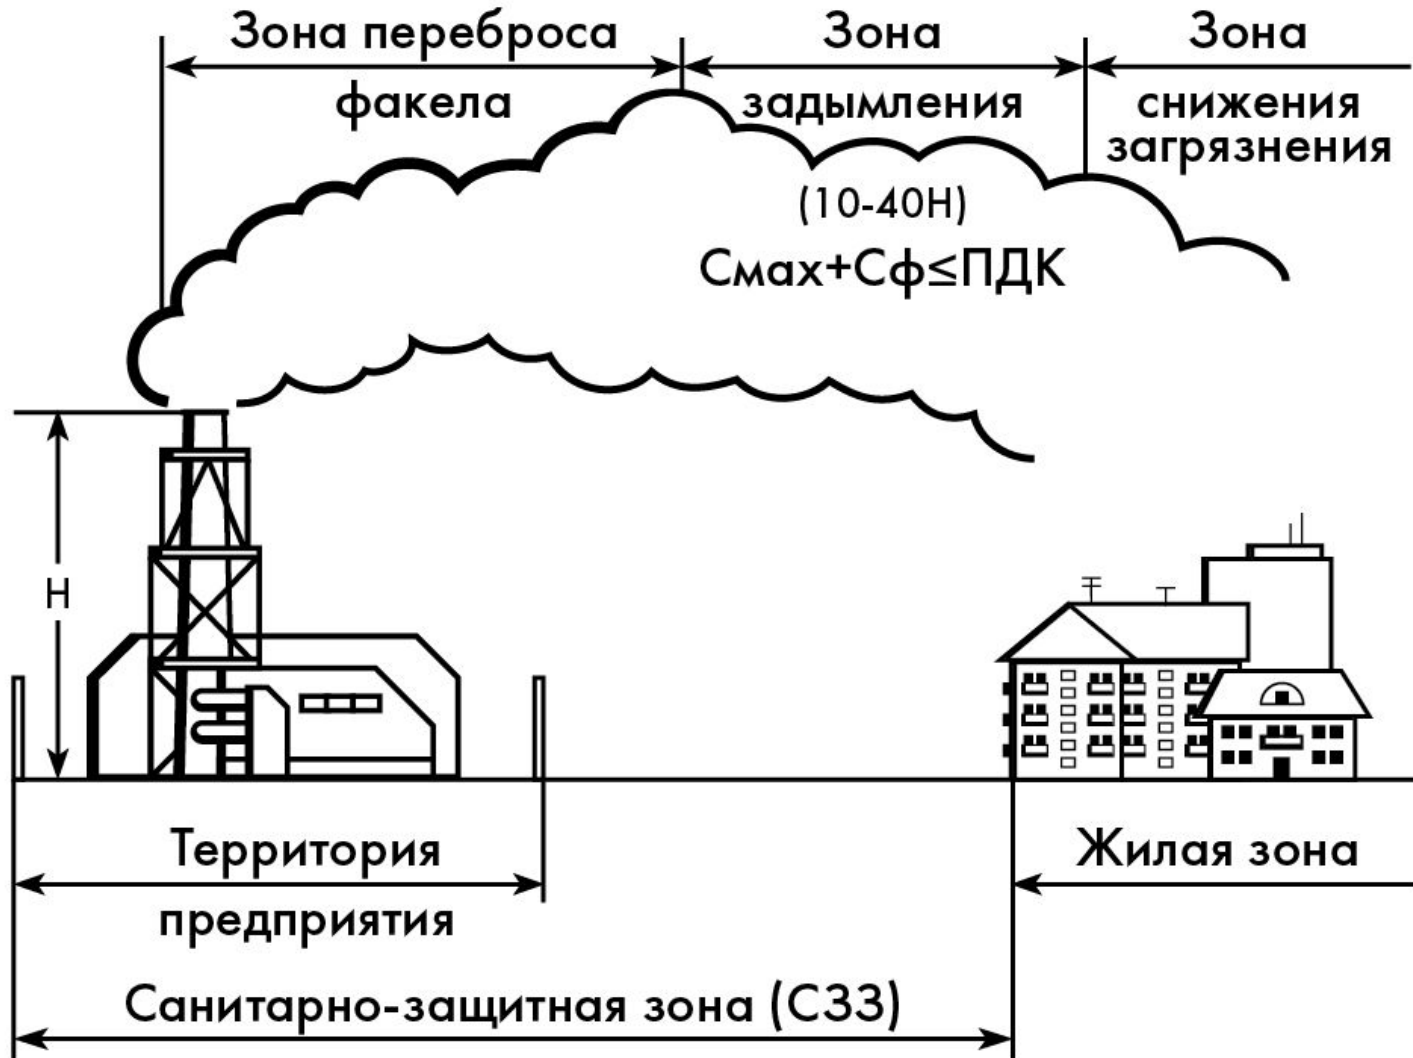 Зона переброса
факела
Зона
задымления
Зона
снижения
загрязнения
(10-40Н)
Смах+Сф≤ПДК
Н
Территория
предприятия
Жилая зона
Санитарно-защитная зона (СЗЗ)